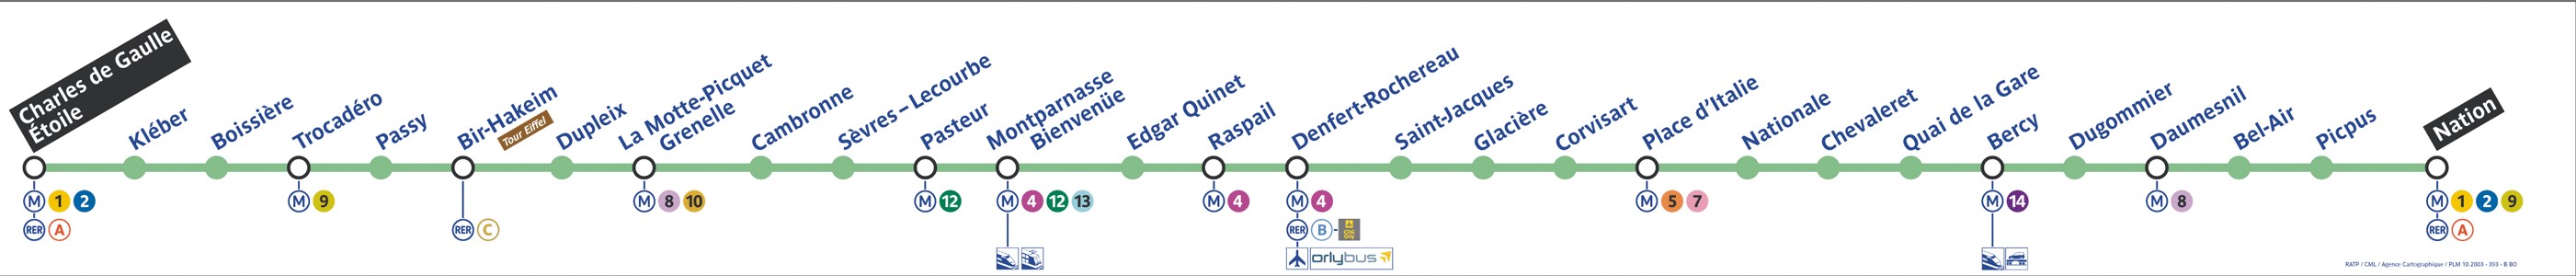 Charles de Gaulle
Étoile
Kléber
Boissière
Trocadéro
Passy
Bir-Hakeim
Tour Eiffel
Dupleix
La Motte-Picquet
Grenelle
Cambronne
Sèvres – Lecourbe
Pasteur
Montparnasse
Bienvenüe
Edgar Quinet
Raspail
Denfert-Rochereau
Saint-Jacques
Glacière
Corvisart
Place d'Italie
Nationale
Chevaleret
Quai de la Gare
Bercy
Dugommier
Daumesnil
Bel-Air
Picpus
Nation
M 1 2
RER A
M 9
RER C
M 8 10
M 12
M 4 12 13
M 4
M 4
RER B -
orlybus
M 5 7
M 14
M 8
M 1 2 9
RER A
RATP / CML / Agence Cartographique / PLM 10 2003 - 393 - B BO